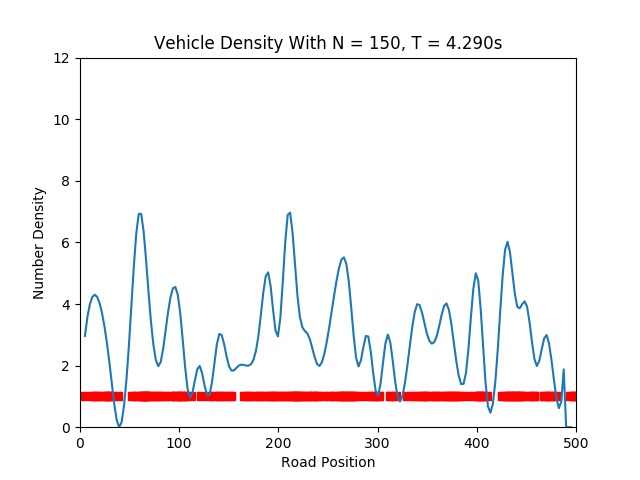 Vehicle Density With N = 150, T = 4.290s
12
10
8
6
4
2
0
Number Density
0 100 200 300 400 500
Road Position